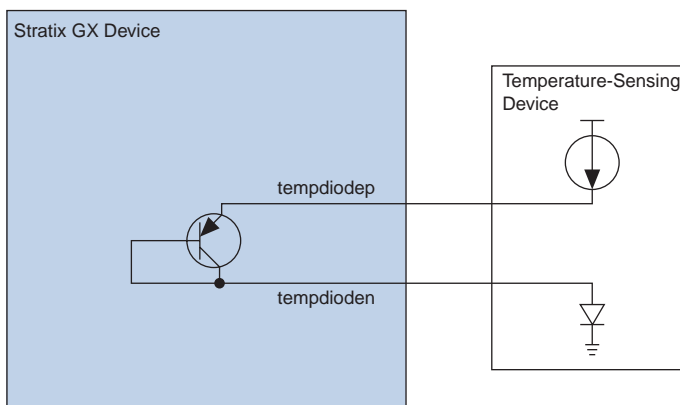 Stratix GX Device
Temperature-Sensing
Device
tempdiodep
tempdioden